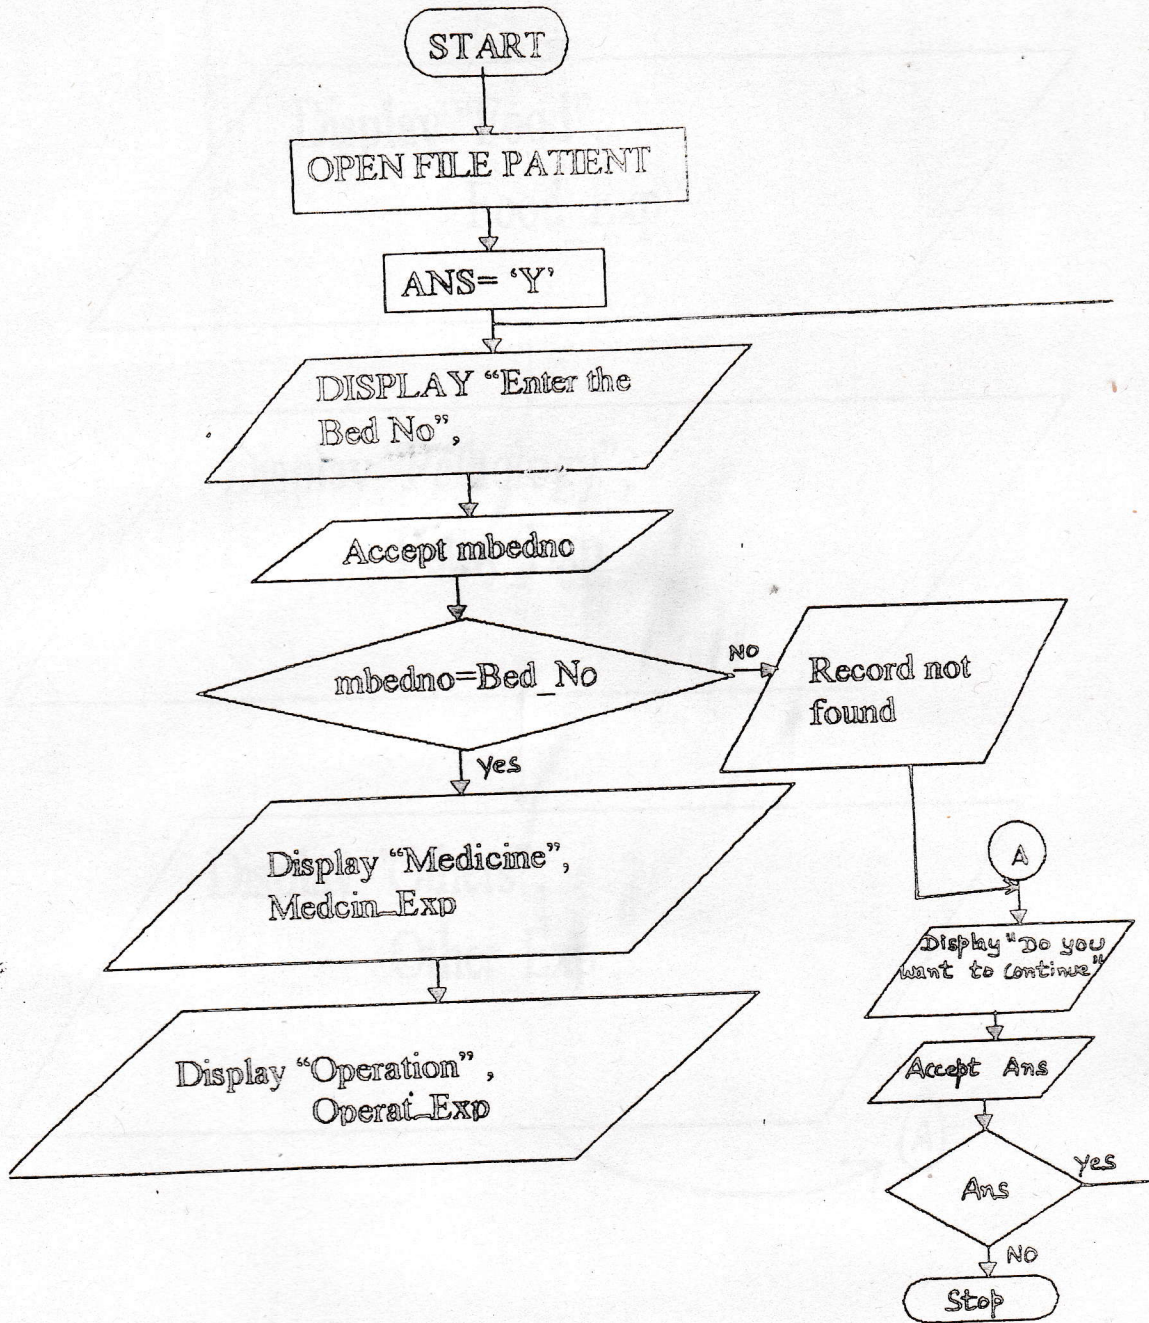 START
OPEN FILE PATIENT
ANS= ‘Y’
DISPLAY “Enter the
Bed No”,
Accept mbedno
mbedno=Bed_No
NO
Record not
found
yes
Display “Medicine”,
Medcin_Exp
Display “Operation” ,
Operat_Exp
A
Display "Do you
want to continue"
Accept Ans
Ans
yes
NO
Stop